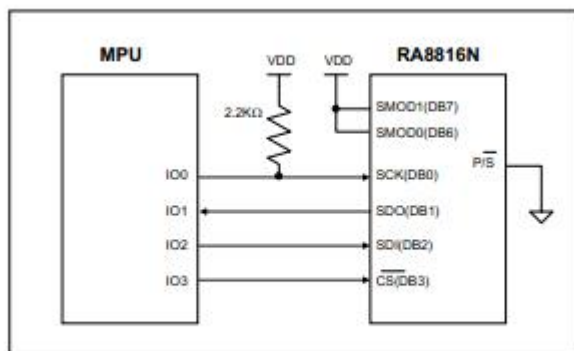 MPU
VDD
VDD
RA8816N
2.2KΩ
SMOD1(DB7)
SMOD0(DB6)
P/S̅
IO0
SCK(DB0)
IO1
SDO(DB1)
IO2
SDI(DB2)
IO3
C̅S̅(DB3)